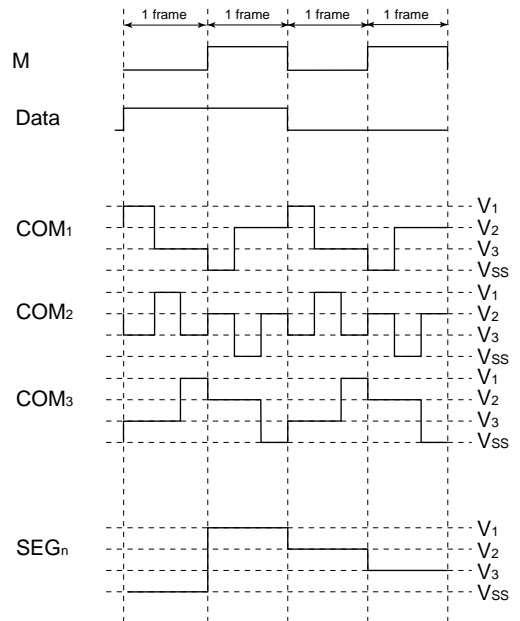 1 frame 1 frame 1 frame 1 frame
M
Data
V1
COM1 V2
V3
VSS
V1
COM2 V2
V3
VSS
V1
COM3 V2
V3
VSS
V1
SEGn V2
V3
VSS